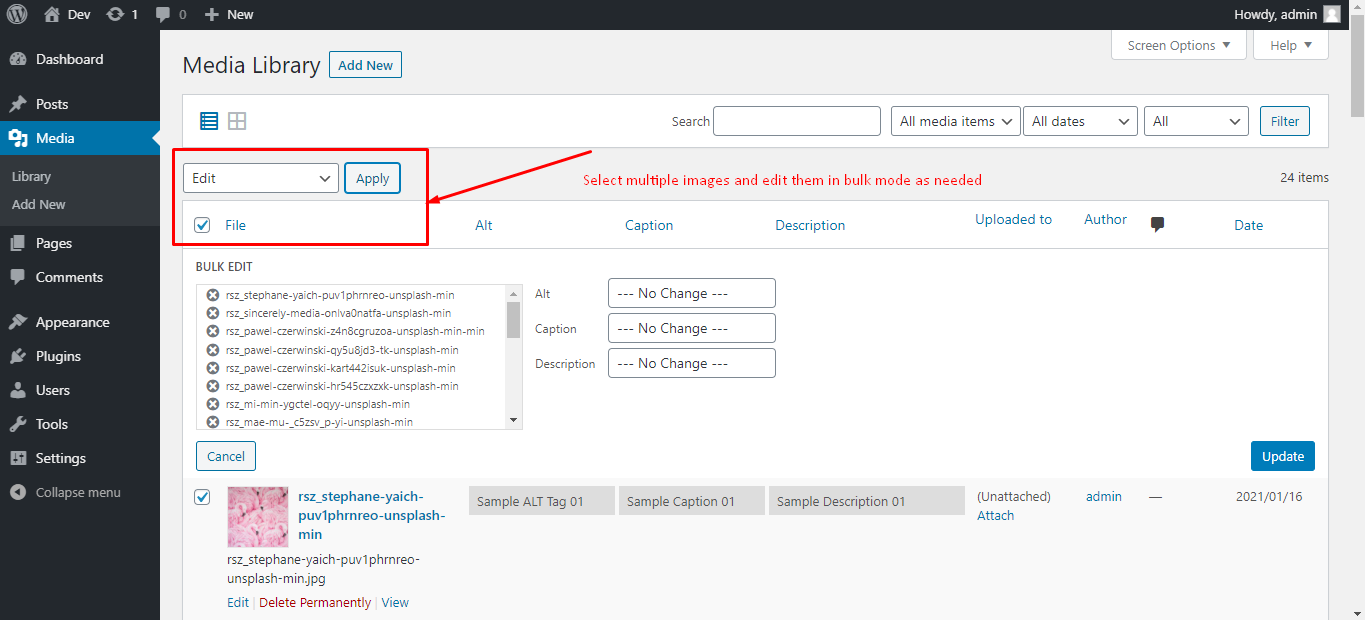 Dev 1 0 New Howdy, admin
Screen Options Help
Dashboard
Posts
Media
Library
Add New
Pages
Comments
Appearance
Plugins
Users
Tools
Settings
Collapse menu
Media Library Add New
Search All media items All dates All Filter
Edit Apply Select multiple images and edit them in bulk mode as needed 24 items
File Alt Caption Description Uploaded to Author Date
BULK EDIT
rsz_stephane-yaich-puv1phrnreo-unsplash-min
rsz_sincerely-media-onlva0natfa-unsplash-min
rsz_pawel-czerwinski-z4n8cgruzoa-unsplash-min-min
rsz_pawel-czerwinski-qy5u8jd3-tk-unsplash-min
rsz_pawel-czerwinski-kart442isuk-unsplash-min
rsz_pawel-czerwinski-hr545czxzxk-unsplash-min
rsz_mi-min-ygctel-oqyy-unsplash-min
rsz_mae-mu-_c5zsv_p-yi-unsplash-min
Alt --- No Change ---
Caption --- No Change ---
Description --- No Change ---
Cancel Update
rsz_stephane-yaich-
puv1phrnreo-unsplash-
min
rsz_stephane-yaich-puv1phrnreo-
unsplash-min.jpg
Edit | Delete Permanently | View
Sample ALT Tag 01 Sample Caption 01 Sample Description 01
(Unattached)
Attach
admin — 2021/01/16